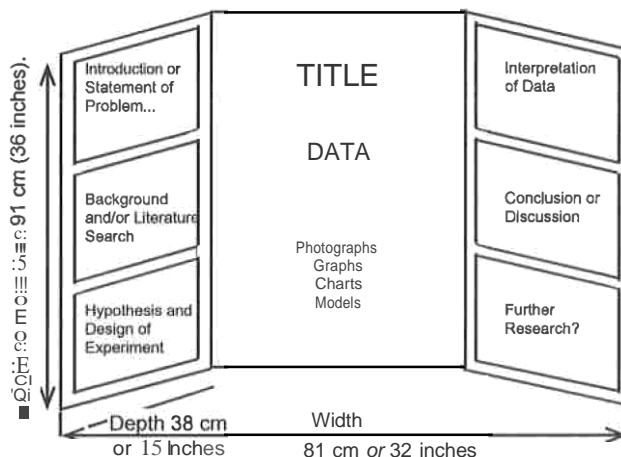 Introduction or
Statement of
Problem...
Background
and/or Literature
Search
Hypothesis and
Design of
Experiment
TITLE
DATA
Photographs
Graphs
Charts
Models
Interpretation
of Data
Conclusion or
Discussion
Further
Research?
91 cm (36 inches).
Depth 38 cm
or 15 Inches
Width
81 cm or 32 inches